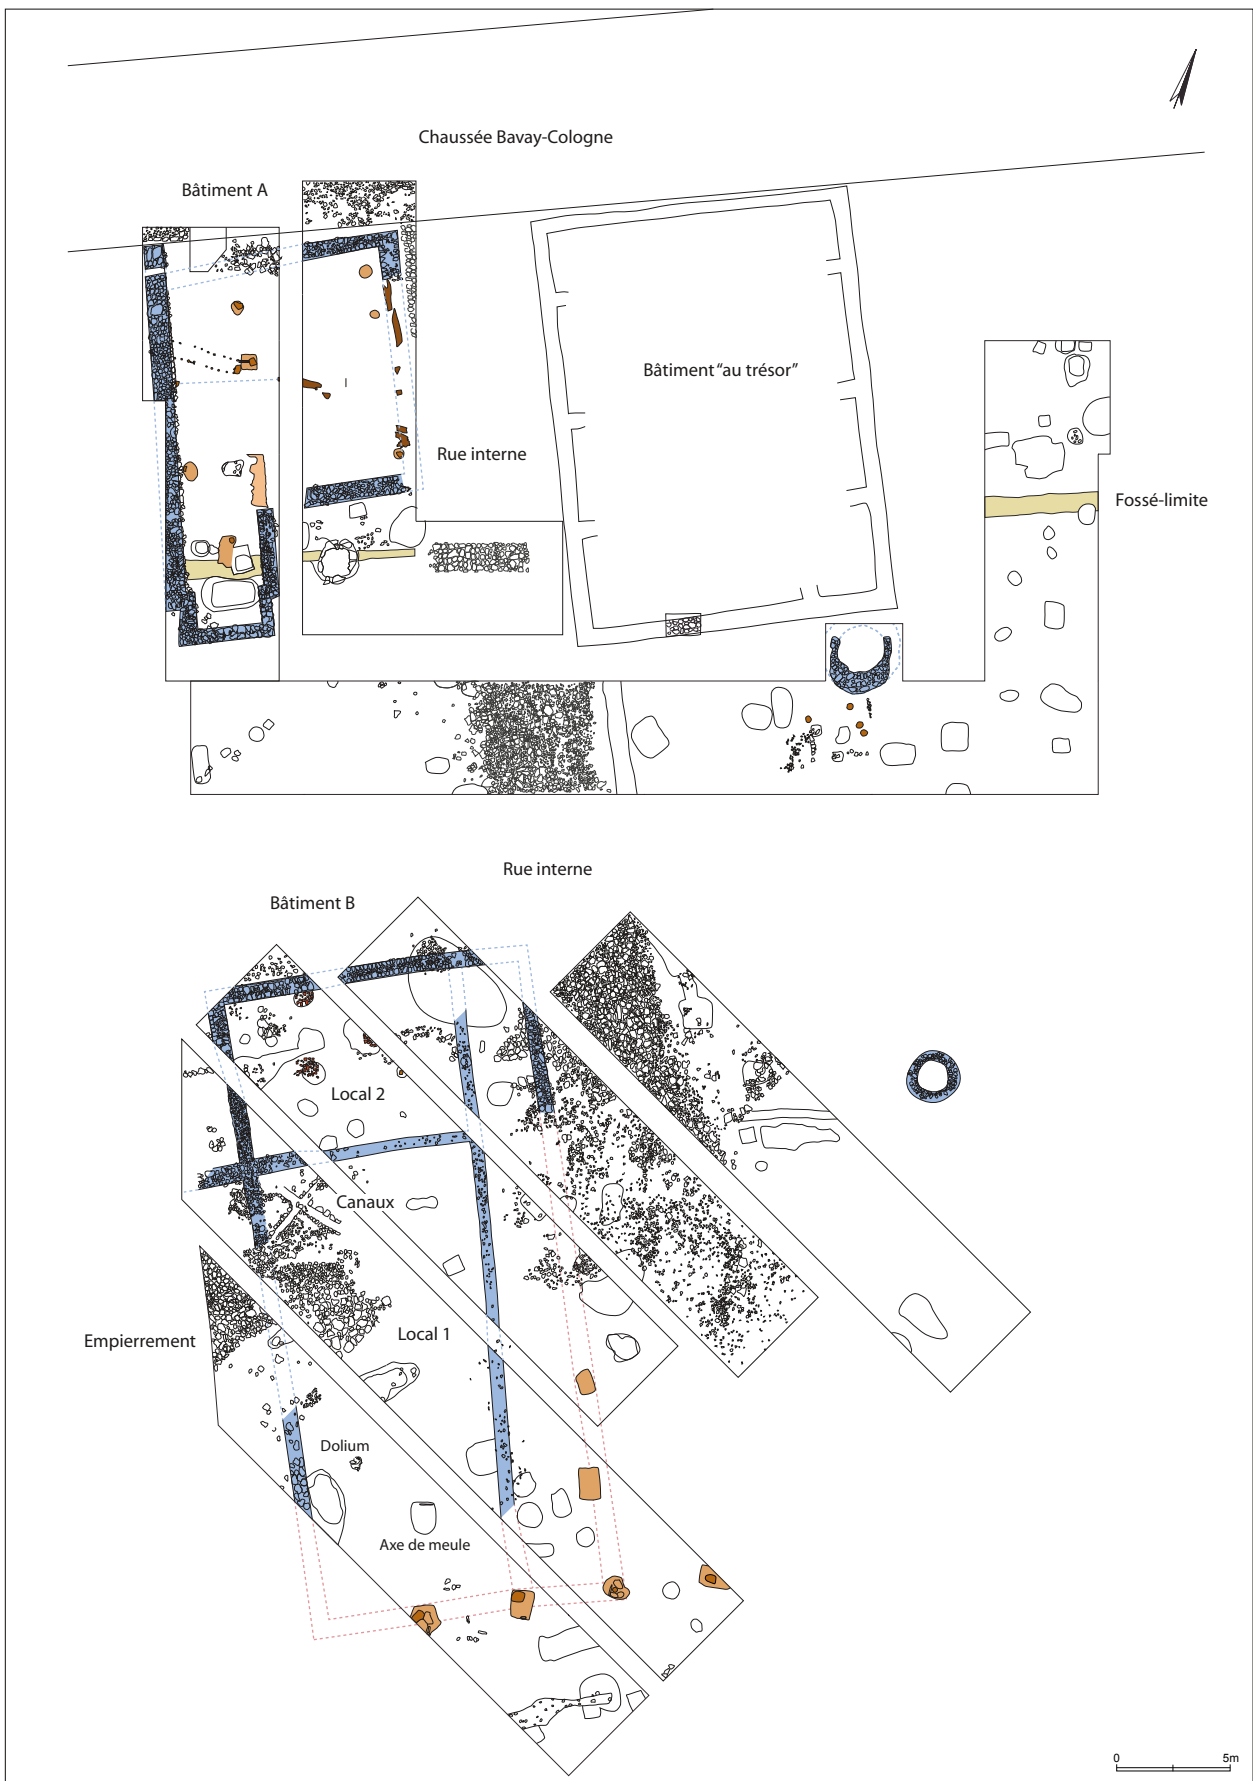 Chaussée Bavay-Cologne
Bâtiment A
Bâtiment "au trésor"
Rue interne
Fossé-limite
Rue interne
Bâtiment B
Local 2
Canaux
Local 1
Empierrement
Dolium
Axe de meule
0 5m